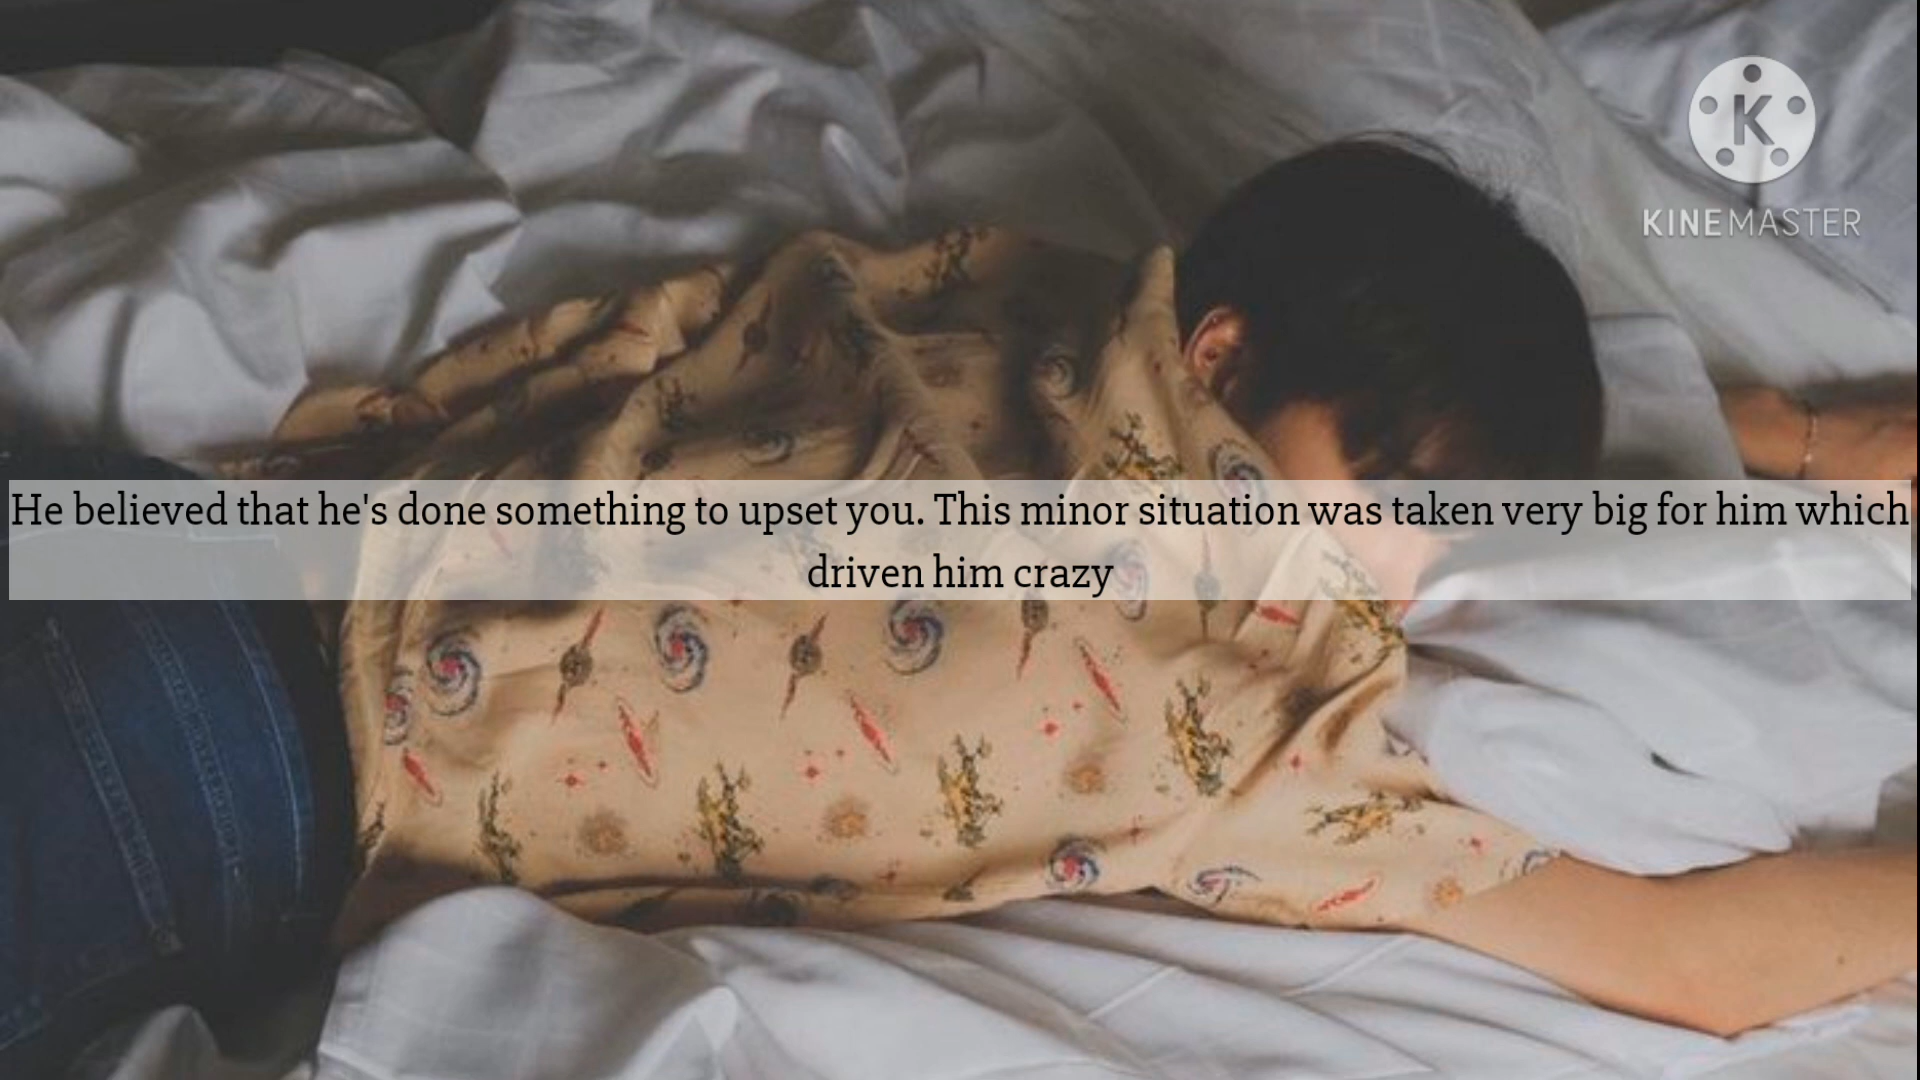 K
KINEMASTER
He believed that he's done something to upset you. This minor situation was taken very big for him which
driven him crazy